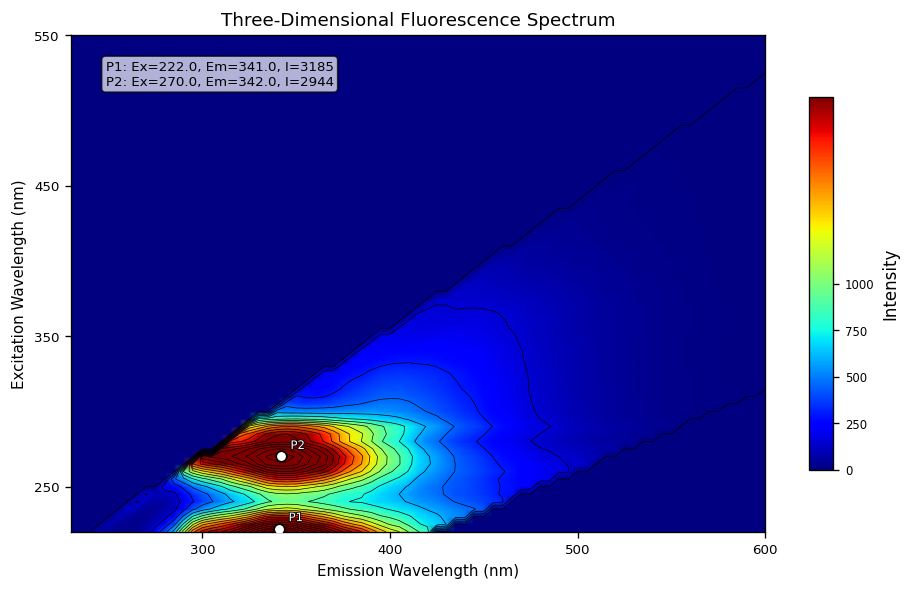 Three-Dimensional Fluorescence Spectrum
550
450
350
250
Excitation Wavelength (nm)
P1: Ex=222.0, Em=341.0, I=3185
P2: Ex=270.0, Em=342.0, I=2944
P2
P1
300
400
500
600
Emission Wavelength (nm)
1000
750
500
250
0
Intensity